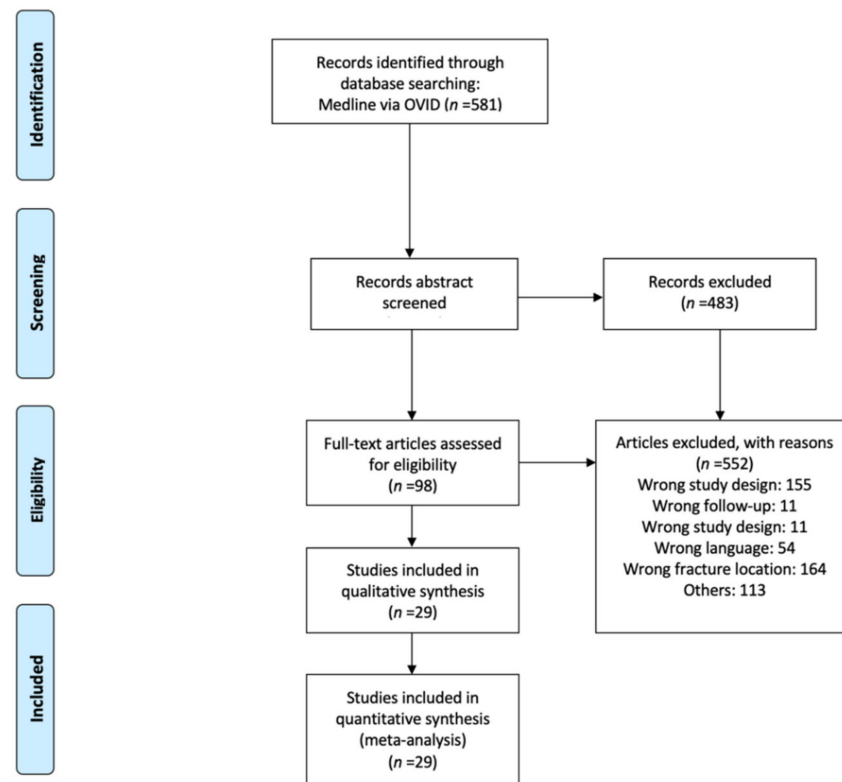 Identification
Records identified through
database searching:
Medline via OVID (n =581)
Screening
Records abstract
screened
Records excluded
(n =483)
Eligibility
Full-text articles assessed
for eligibility
(n =98)
Articles excluded, with reasons
(n =552)
Wrong study design: 155
Wrong follow-up: 11
Wrong study design: 11
Wrong language: 54
Wrong fracture location: 164
Others: 113
Studies included in
qualitative synthesis
(n =29)
Included
Studies included in
quantitative synthesis
(meta-analysis)
(n =29)